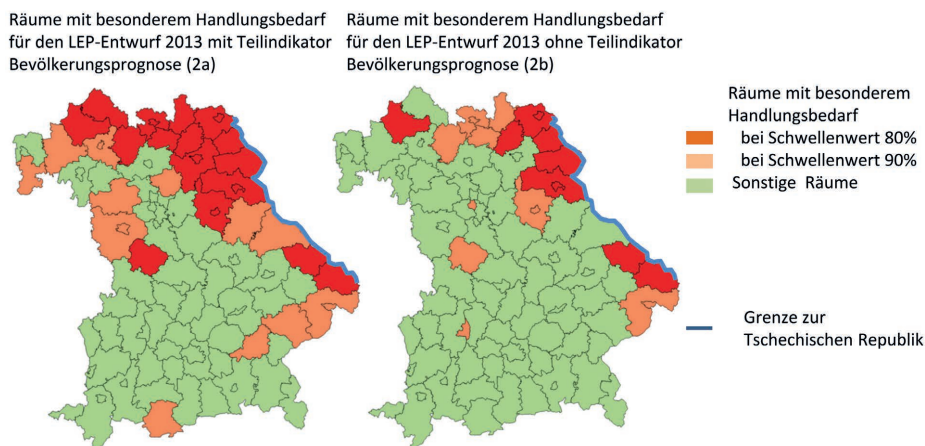 Räume mit besonderem Handlungsbedarf
für den LEP-Entwurf 2013 mit Teilindikator
Bevölkerungsprognose (2a)
Räume mit besonderem Handlungsbedarf
für den LEP-Entwurf 2013 ohne Teilindikator
Bevölkerungsprognose (2b)
Räume mit besonderem
Handlungsbedarf
bei Schwellenwert 80%
bei Schwellenwert 90%
Sonstige Räume
Grenze zur
Tschechischen Republik